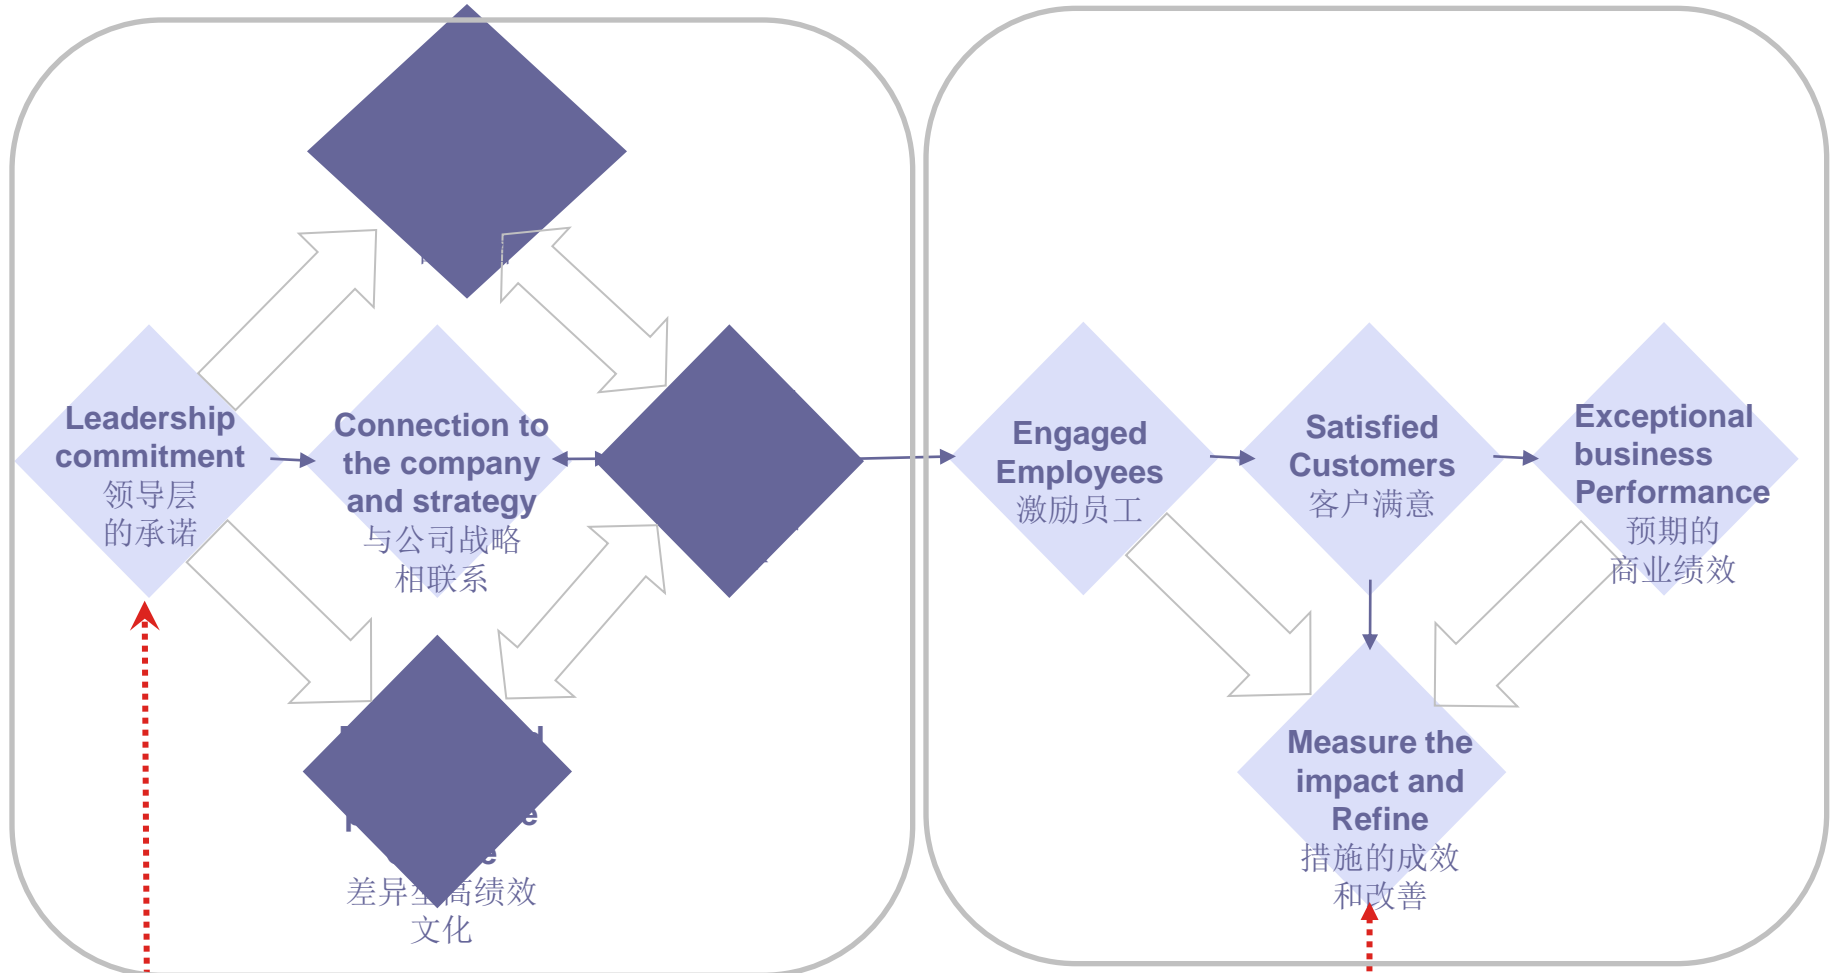 Leadership
commitment
领导层
的承诺
Connection to
the company
and strategy
与公司战略
相联系
差异型高绩效
文化
Engaged
Employees
激励员工
Satisfied
Customers
客户满意
Exceptional
business
Performance
预期的
商业绩效
Measure the
impact and
Refine
措施的成效
和改善